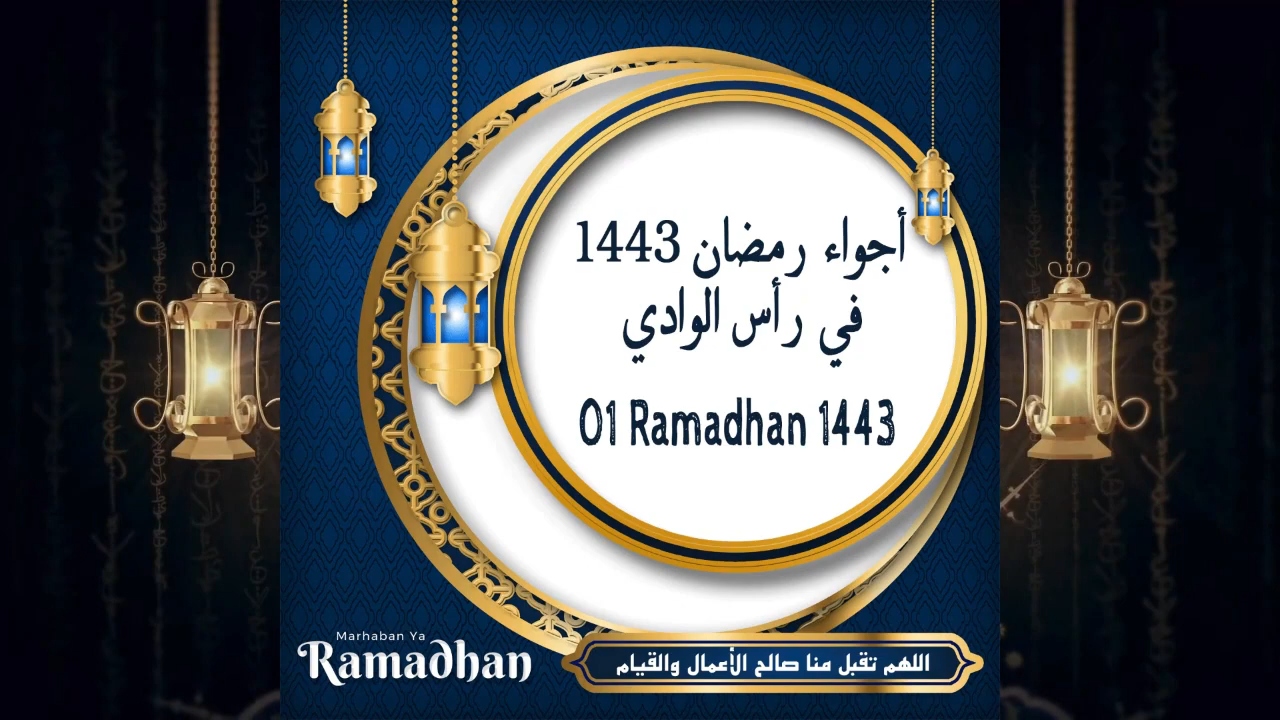 أجواء رمضان 1443
في رأس الوادي
01 Ramadhan 1443
Marhaban Ya
Ramadhan
اللهم تقبل منا صالح الأعمال والقيام